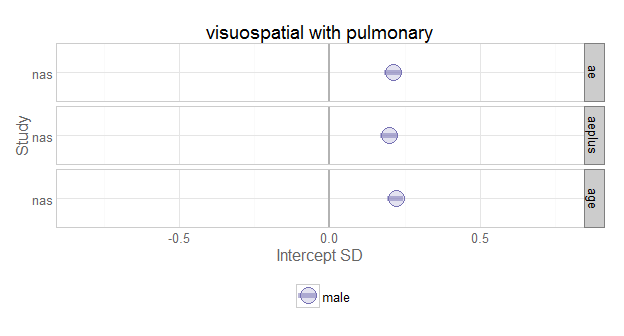 visuospatial with pulmonary
nas
ae
nas
aeplus
nas
age
Study
-0.5 0.0 0.5
Intercept SD
male